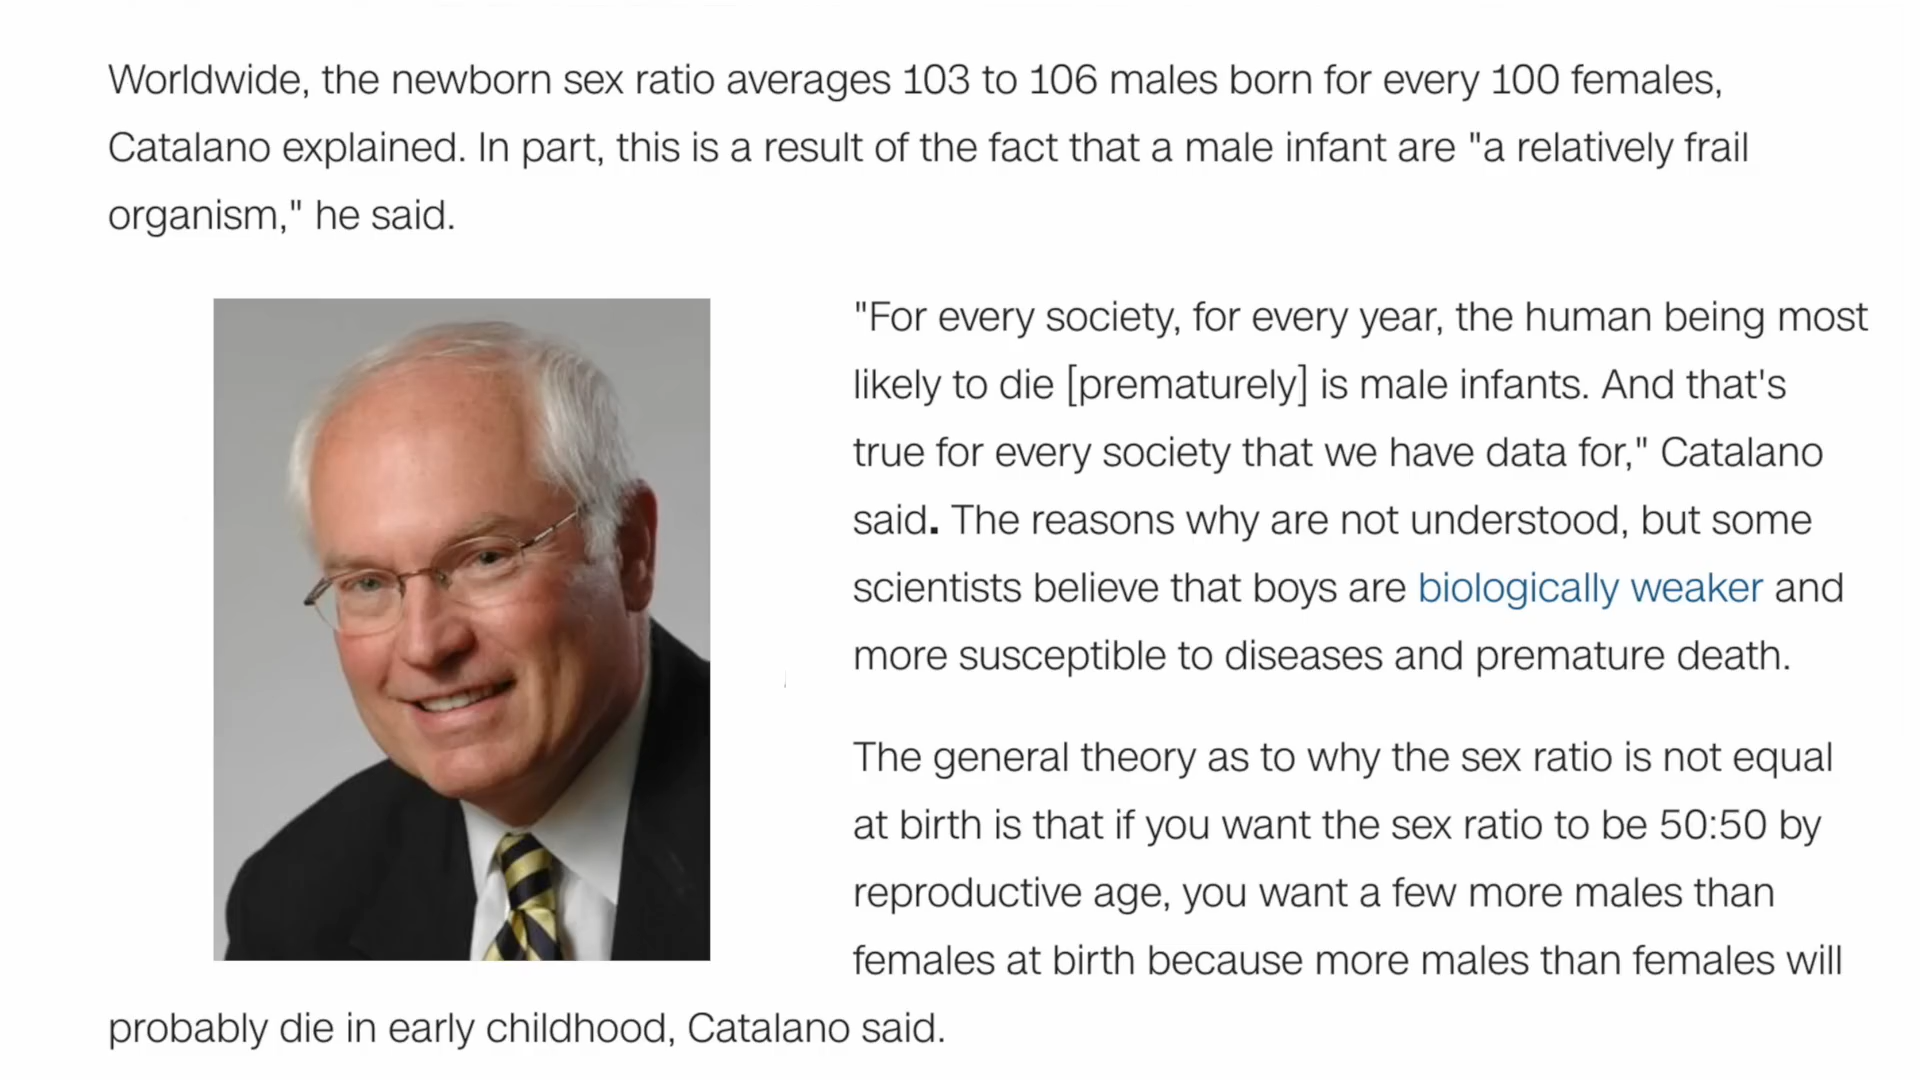 Worldwide, the newborn sex ratio averages 103 to 106 males born for every 100 females,
Catalano explained. In part, this is a result of the fact that a male infant are "a relatively frail
organism," he said.
"For every society, for every year, the human being most
likely to die [prematurely] is male infants. And that's
true for every society that we have data for," Catalano
said. The reasons why are not understood, but some
scientists believe that boys are biologically weaker and
more susceptible to diseases and premature death.
The general theory as to why the sex ratio is not equal
at birth is that if you want the sex ratio to be 50:50 by
reproductive age, you want a few more males than
females at birth because more males than females will
probably die in early childhood, Catalano said.